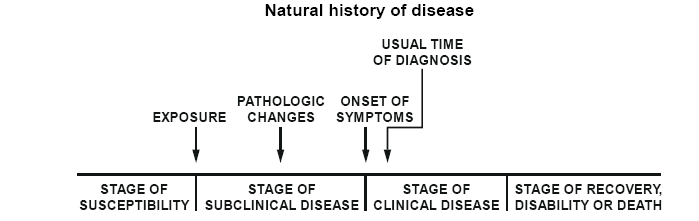 Natural history of disease
USUAL TIME
OF DIAGNOSIS
PATHOLOGIC
CHANGES
ONSET OF
SYMPTOMS
EXPOSURE
STAGE OF
SUSCEPTIBILITY
STAGE OF
SUBCLINICAL DISEASE
STAGE OF
CLINICAL DISEASE
STAGE OF RECOVERY,
DISABILITY OR DEATH